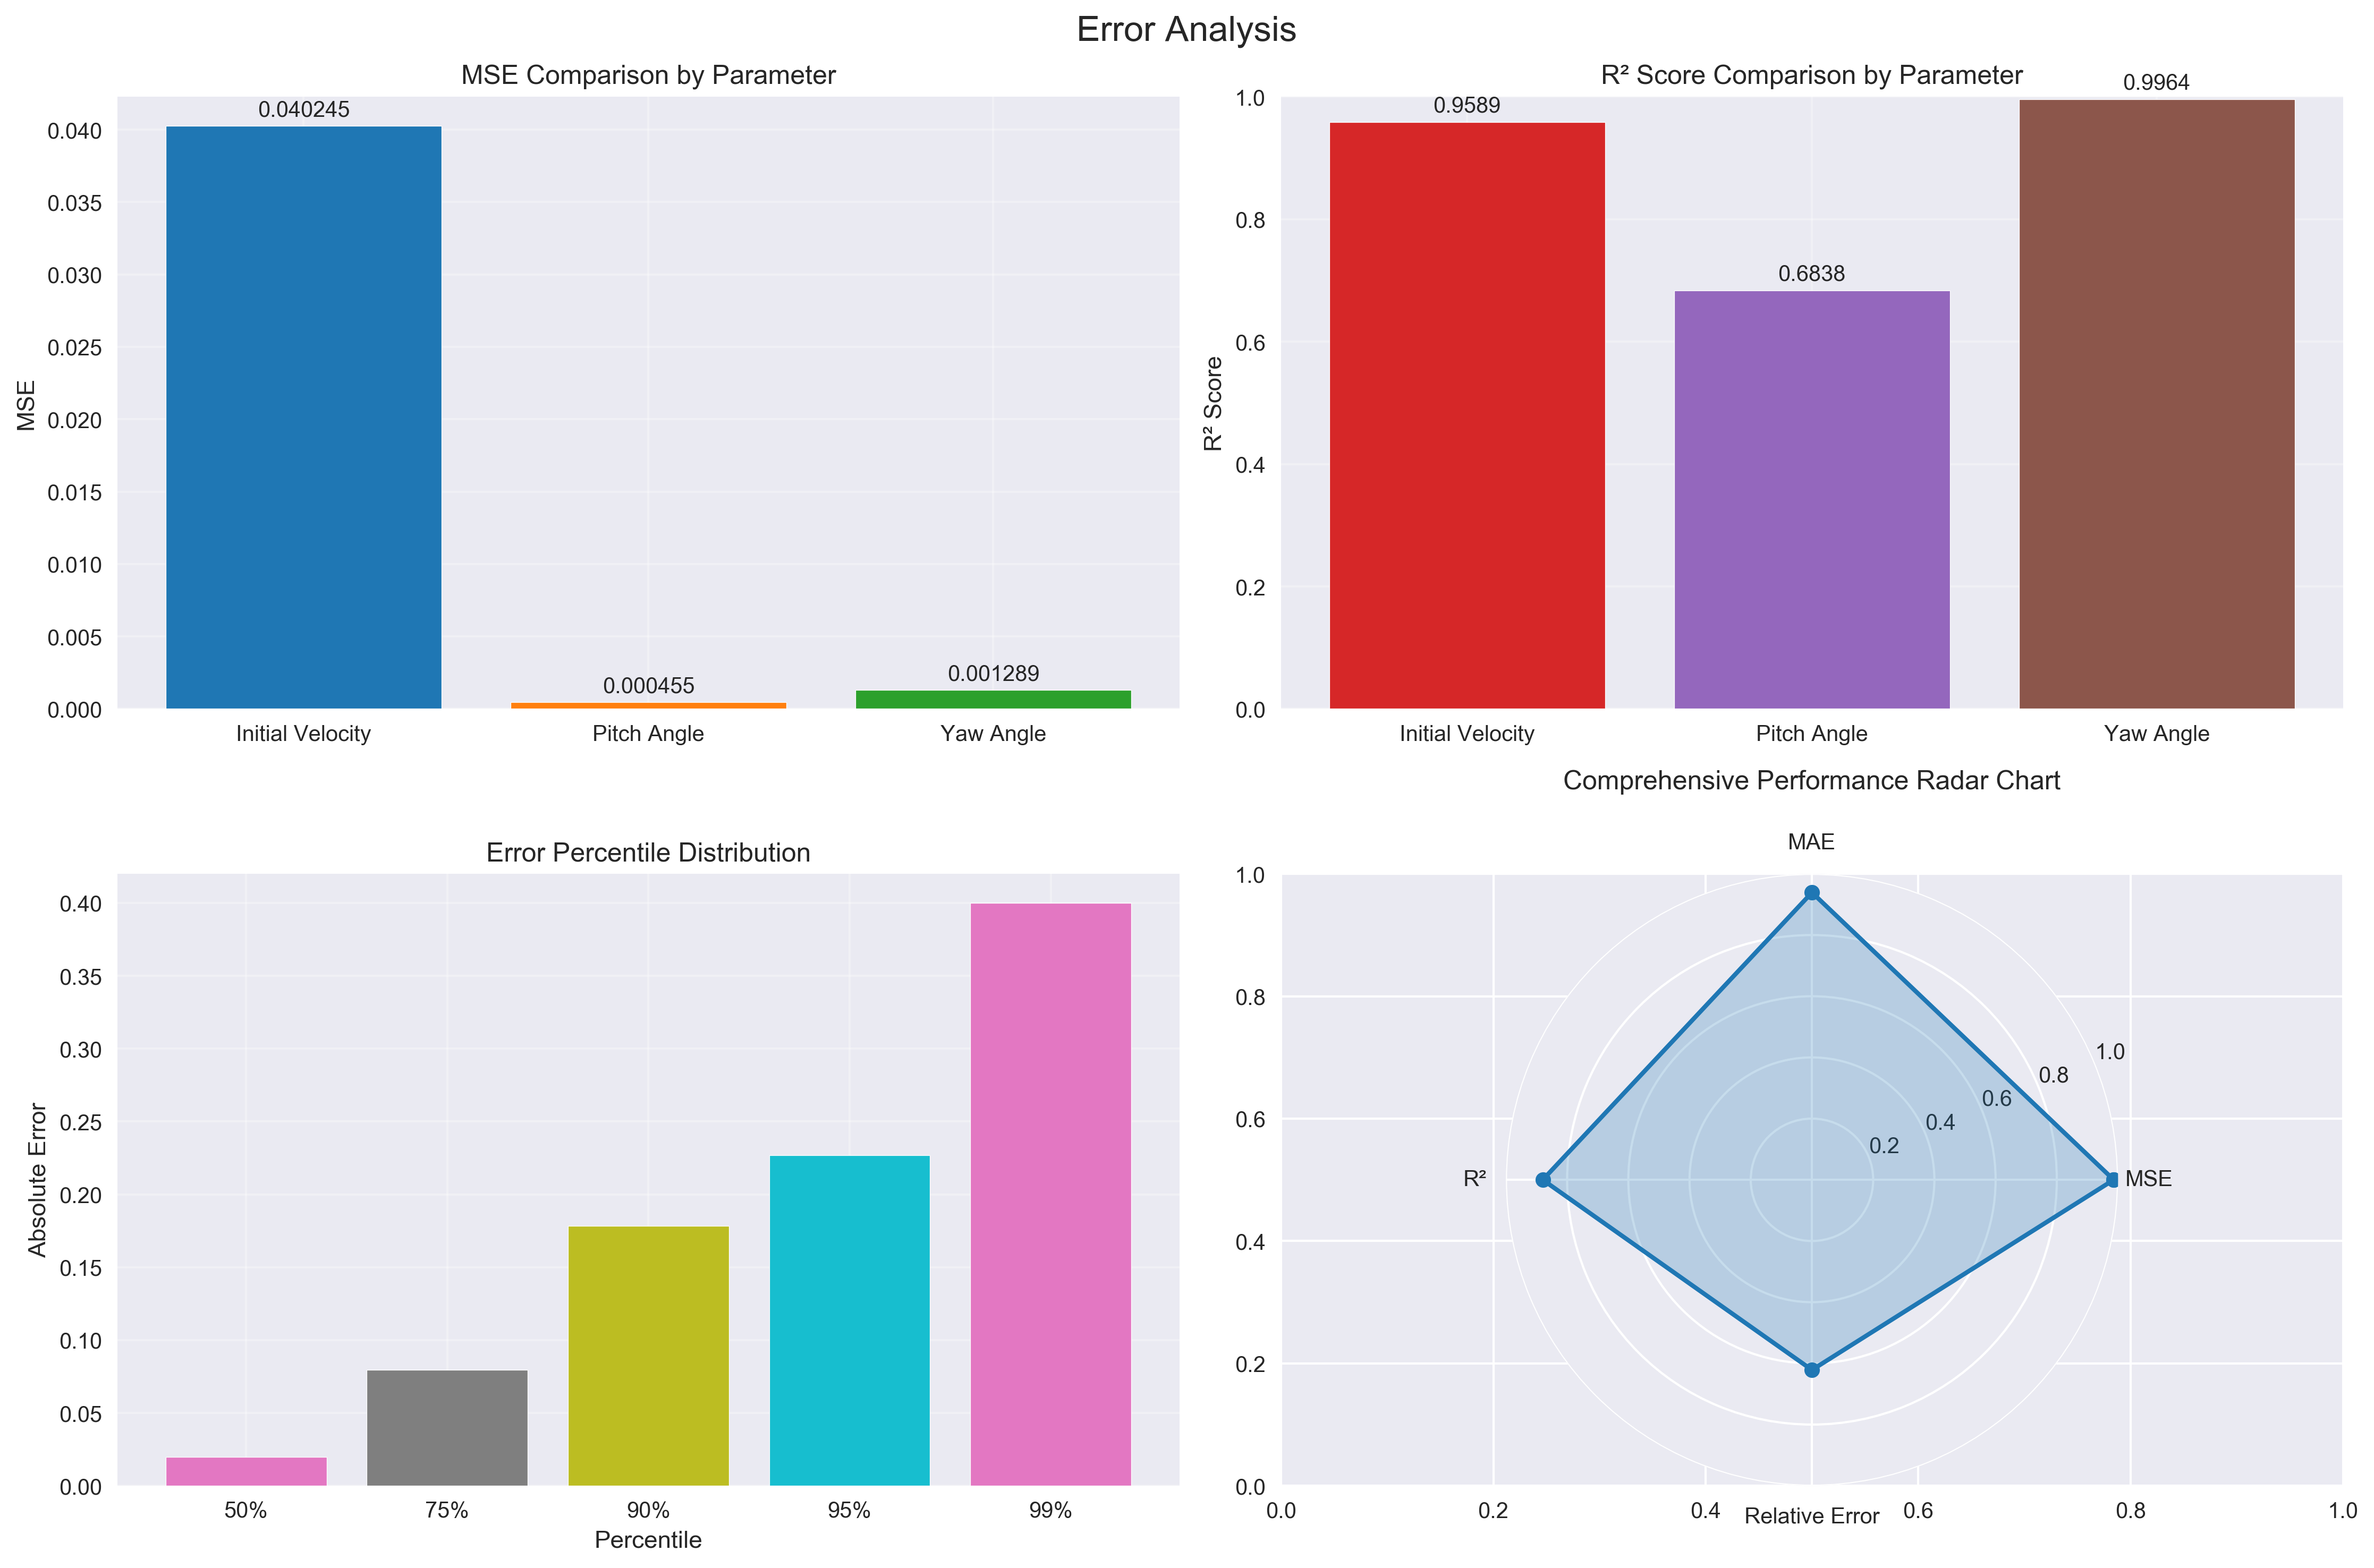 Error Analysis
MSE Comparison by Parameter
0.040245
0.000455
0.001289
0.040
0.035
0.030
0.025
0.020
0.015
0.010
0.005
0.000
MSE
Initial Velocity
Pitch Angle
Yaw Angle
R² Score Comparison by Parameter
0.9589
0.6838
0.9964
1.0
0.8
0.6
0.4
0.2
0.0
R² Score
Initial Velocity
Pitch Angle
Yaw Angle
Error Percentile Distribution
0.40
0.35
0.30
0.25
0.20
0.15
0.10
0.05
0.00
Absolute Error
50%
75%
90%
95%
99%
Percentile
Comprehensive Performance Radar Chart
MAE
1.0
0.8
0.6
0.4
0.2
0.0
R²
MSE
1.0
0.8
0.6
0.4
0.2
0.0
0.2
0.4
0.6
0.8
1.0
Relative Error